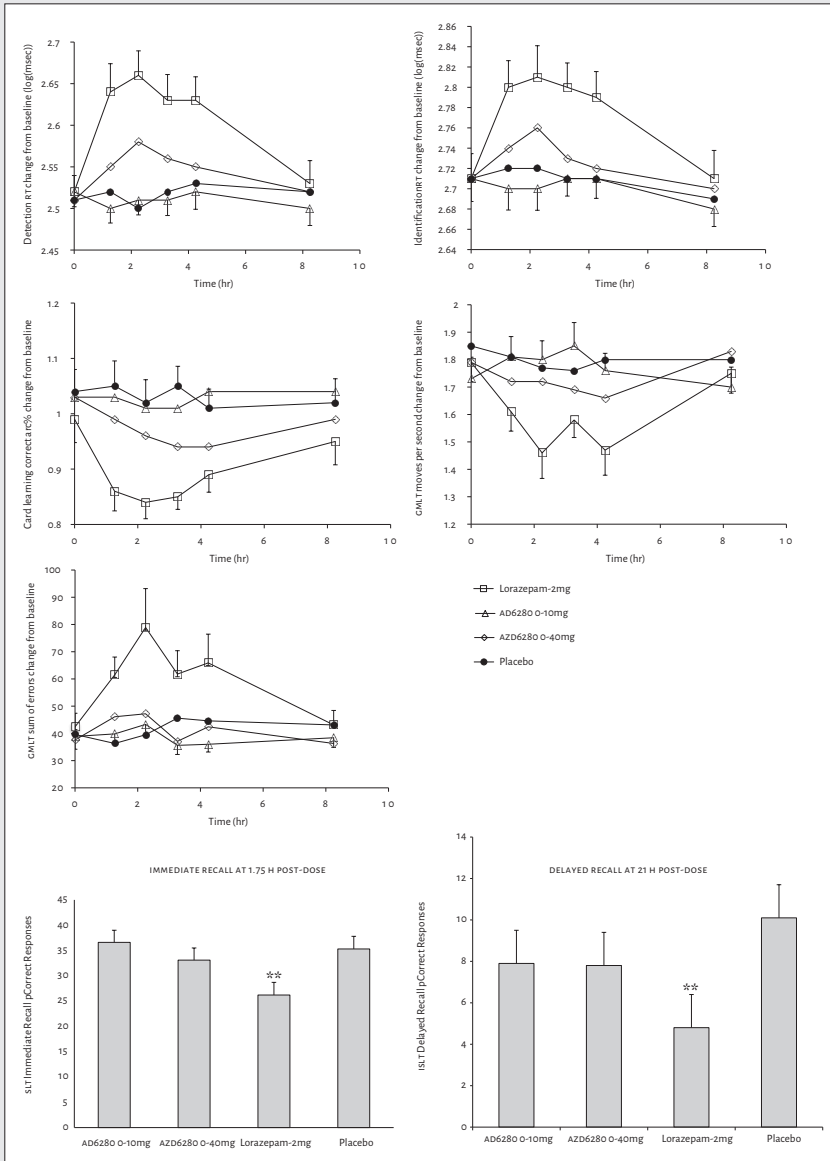 Detection RT change from baseline (log(msec))
2.7
2.65
2.6
2.55
2.5
2.45
0 2 4 6 8 10
Time (hr)
Identification RT change from baseline (log(msec))
2.86
2.84
2.82
2.8
2.78
2.76
2.74
2.72
2.7
2.68
2.66
2.64
0 2 4 6 8 10
Time (hr)
Card learning correct arc% change from baseline
1.2
1.1
1
0.9
0.8
0 2 4 6 8 10
Time (hr)
GMLT moves per second change from baseline
2
1.9
1.8
1.7
1.6
1.5
1.4
1.3
1.2
0 2 4 6 8 10
Time (hr)
GMLT sum of errors change from baseline
100
90
80
70
60
50
40
30
20
0 2 4 6 8 10
Time (hr)
Lorazepam-2mg
AD6280 0-10mg
AZD6280 0-40mg
Placebo
IMMEDIATE RECALL AT 1.75 H POST-DOSE
SLT Immediate Recall pCorrect Responses
45
40
35
30
25
20
15
10
5
0
**
AD6280 0-10mg AZD6280 0-40mg Lorazepam-2mg Placebo
DELAYED RECALL AT 21 H POST-DOSE
ISLT Delayed Recall pCorrect Responses
14
12
10
8
6
4
2
0
**
AD6280 0-10mg AZD6280 0-40mg Lorazepam-2mg Placebo